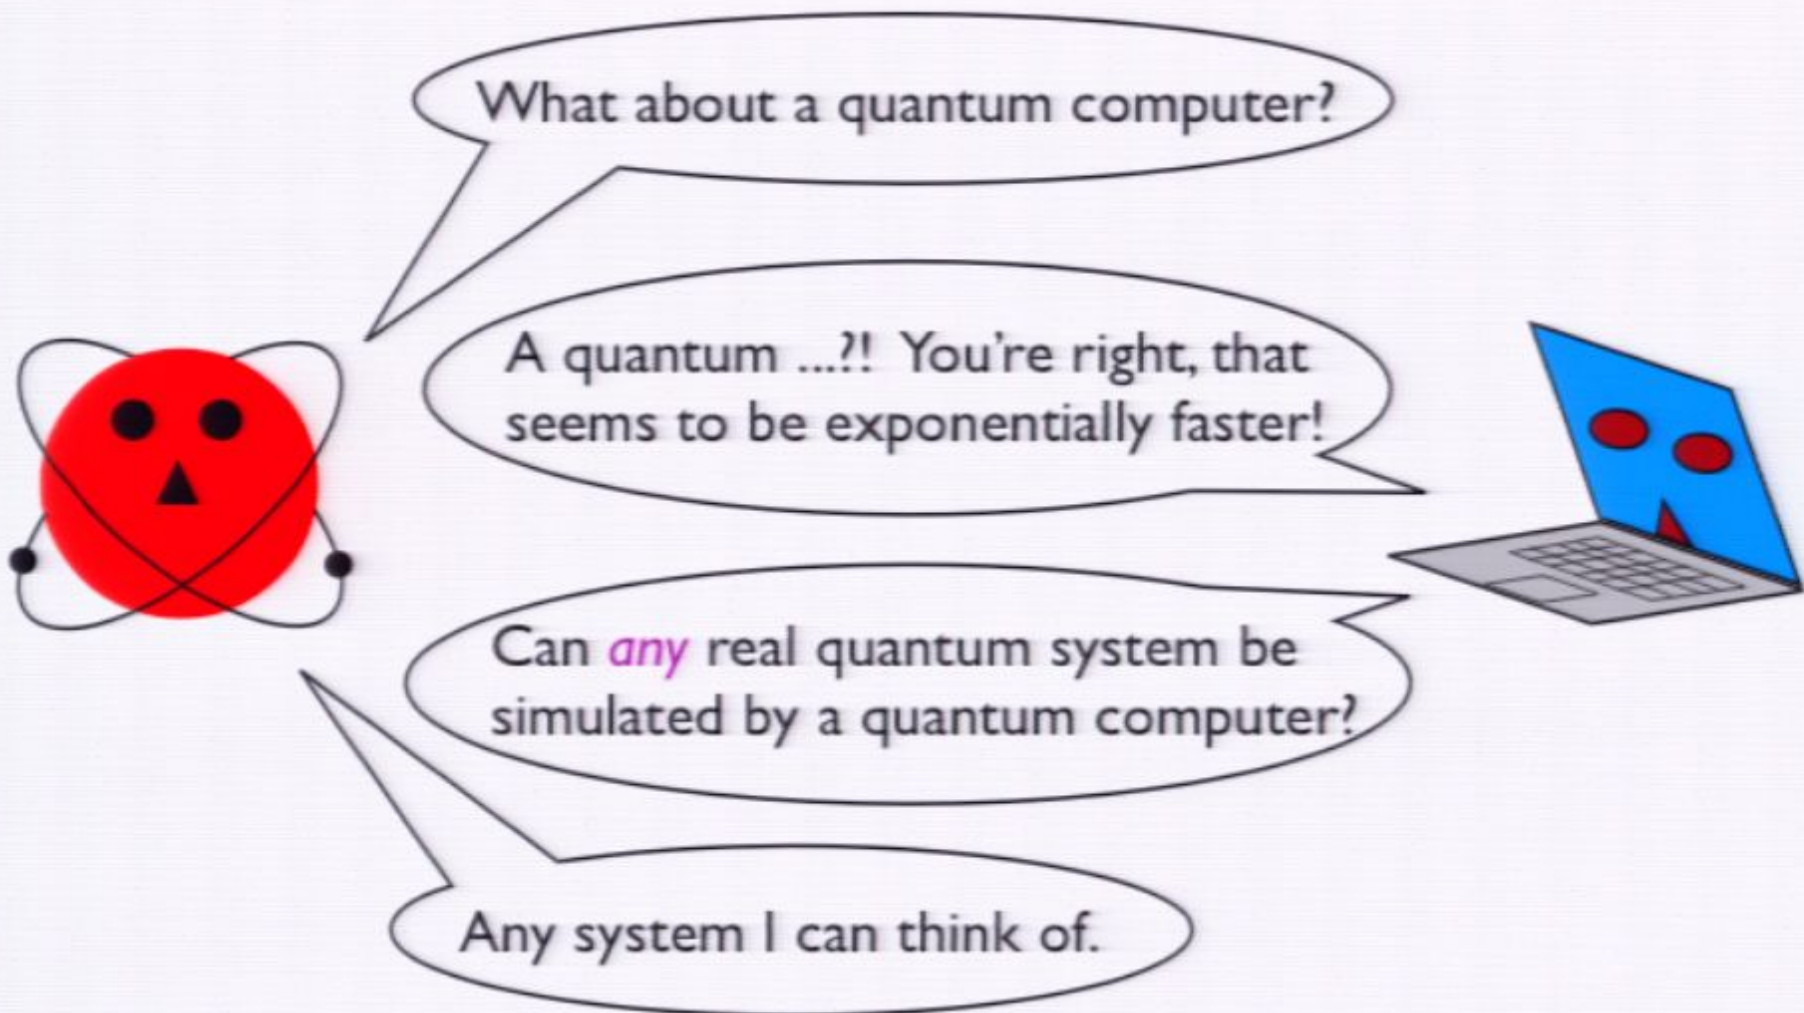 What about a quantum computer?
A quantum ...?! You're right, that
seems to be exponentially faster!
Can any real quantum system be
simulated by a quantum computer?
Any system I can think of.